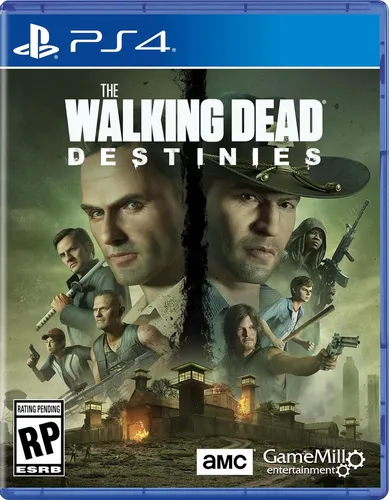 PS4
THE
WALKING DEAD
DESTINIES
RATING PENDING
RP
ESRB
aMC
GameMill
entertainment